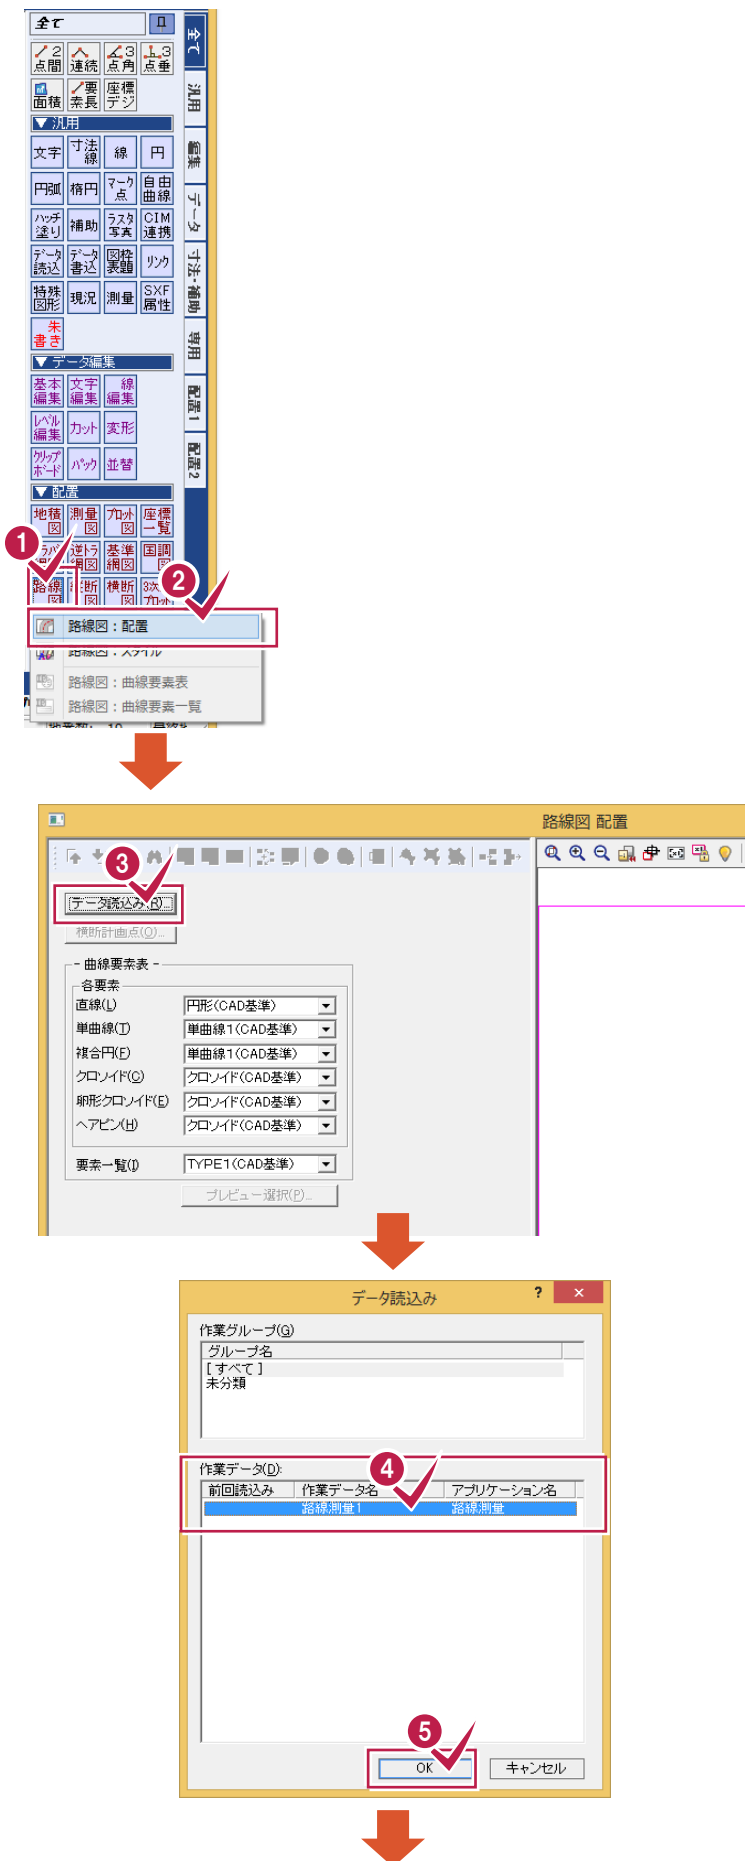 全て
2点間 連続 3点角 3点垂
面積 要素長 座標デジ
▼ 汎用
文字 寸法線 線 円
円弧 楕円 マーク点 自由曲線
ハッチ塗り 補助 ラスタ写真 CIM連携
データ読込 データ書込 図枠表題 リンク
特殊図形 現況 測量 SXF属性
朱書き
▼ データ編集
基本編集 文字編集 線編集
レベル編集 カット 変形
クリップボード パック 並替
▼ 配置
地積図 測量図 プロット図 座標一覧
逆トラ網図 基準網図 国調図
路線図 縦断図 横断図
全て
汎用
編集
データ
寸法・補助
専用
配置1
配置2
1
2
路線図：配置
路線図：スタイル
路線図：曲線要素表
路線図：曲線要素一覧
路線図 配置
3
データ読込み(R)...
横断計画点(O)...
- 曲線要素表 -
各要素
直線(L) 円形(CAD基準)
単曲線(T) 単曲線1(CAD基準)
複合円(F) 単曲線1(CAD基準)
クロソイド(C) クロソイド(CAD基準)
卵形クロソイド(E) クロソイド(CAD基準)
ヘアピン(H) クロソイド(CAD基準)
要素一覧(I) TYPE1(CAD基準)
プレビュー選択(P)...
データ読込み ? ×
作業グループ(G)
グループ名
[すべて]
未分類
作業データ(D):
4
前回読込み 作業データ名 アプリケーション名
路線測量1 路線測量
5
OK キャンセル